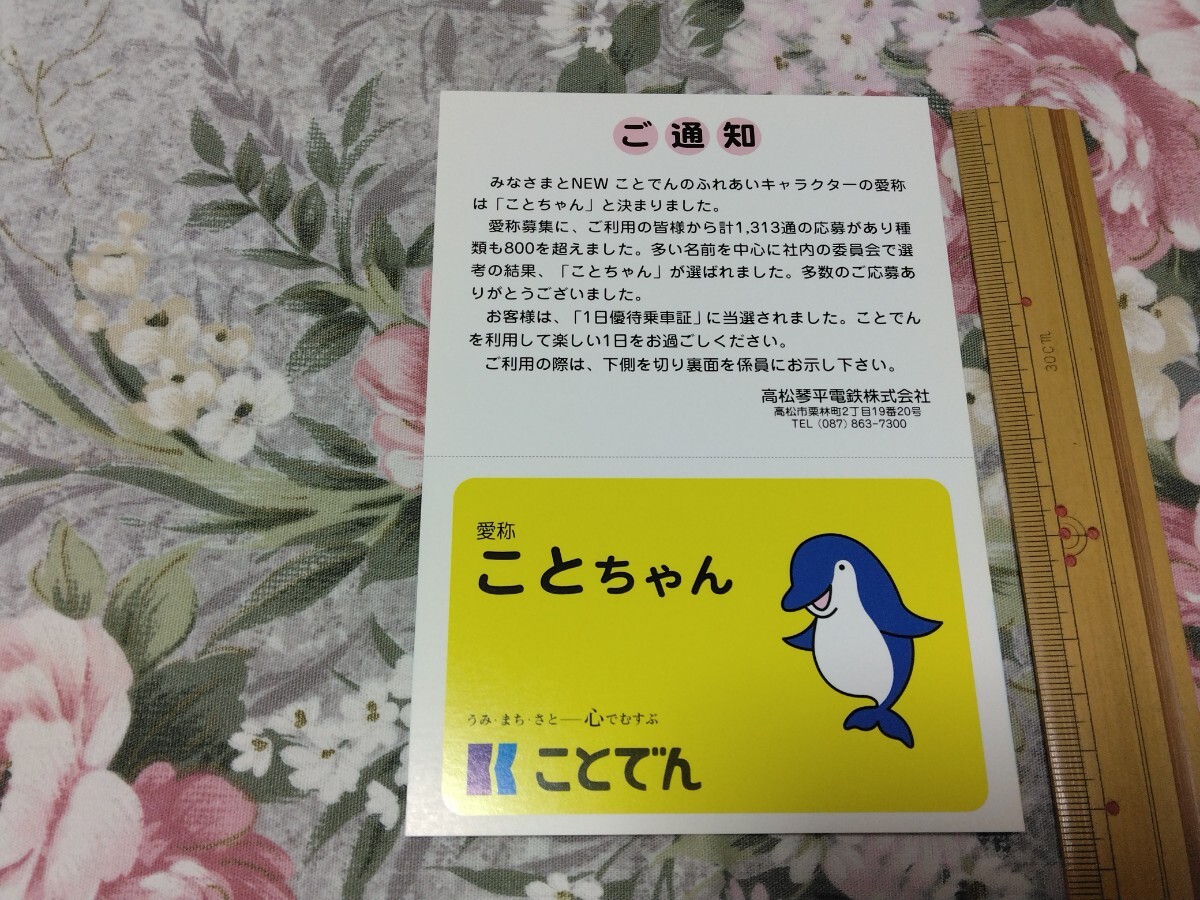 ご通知
みなさまとNEW ことでんのふれあいキャラクターの愛称
は「ことちゃん」と決まりました。
愛称募集に、ご利用の皆様から計1,313通の応募があり種
類も800を超えました。多い名前を中心に社内の委員会で選
考の結果、「ことちゃん」が選ばれました。多数のご応募あ
りがとうございました。
お客様は、「1日優待乗車証」に当選されました。ことでん
を利用して楽しい1日をお過ごしください。
ご利用の際は、下側を切り裏面を係員にお示し下さい。
高松琴平電鉄株式会社
高松市栗林町2丁目19番20号
TEL (087) 863-7300
愛称
ことちゃん
うみ・まち・さと―心でむすぶ
ことでん
30cm